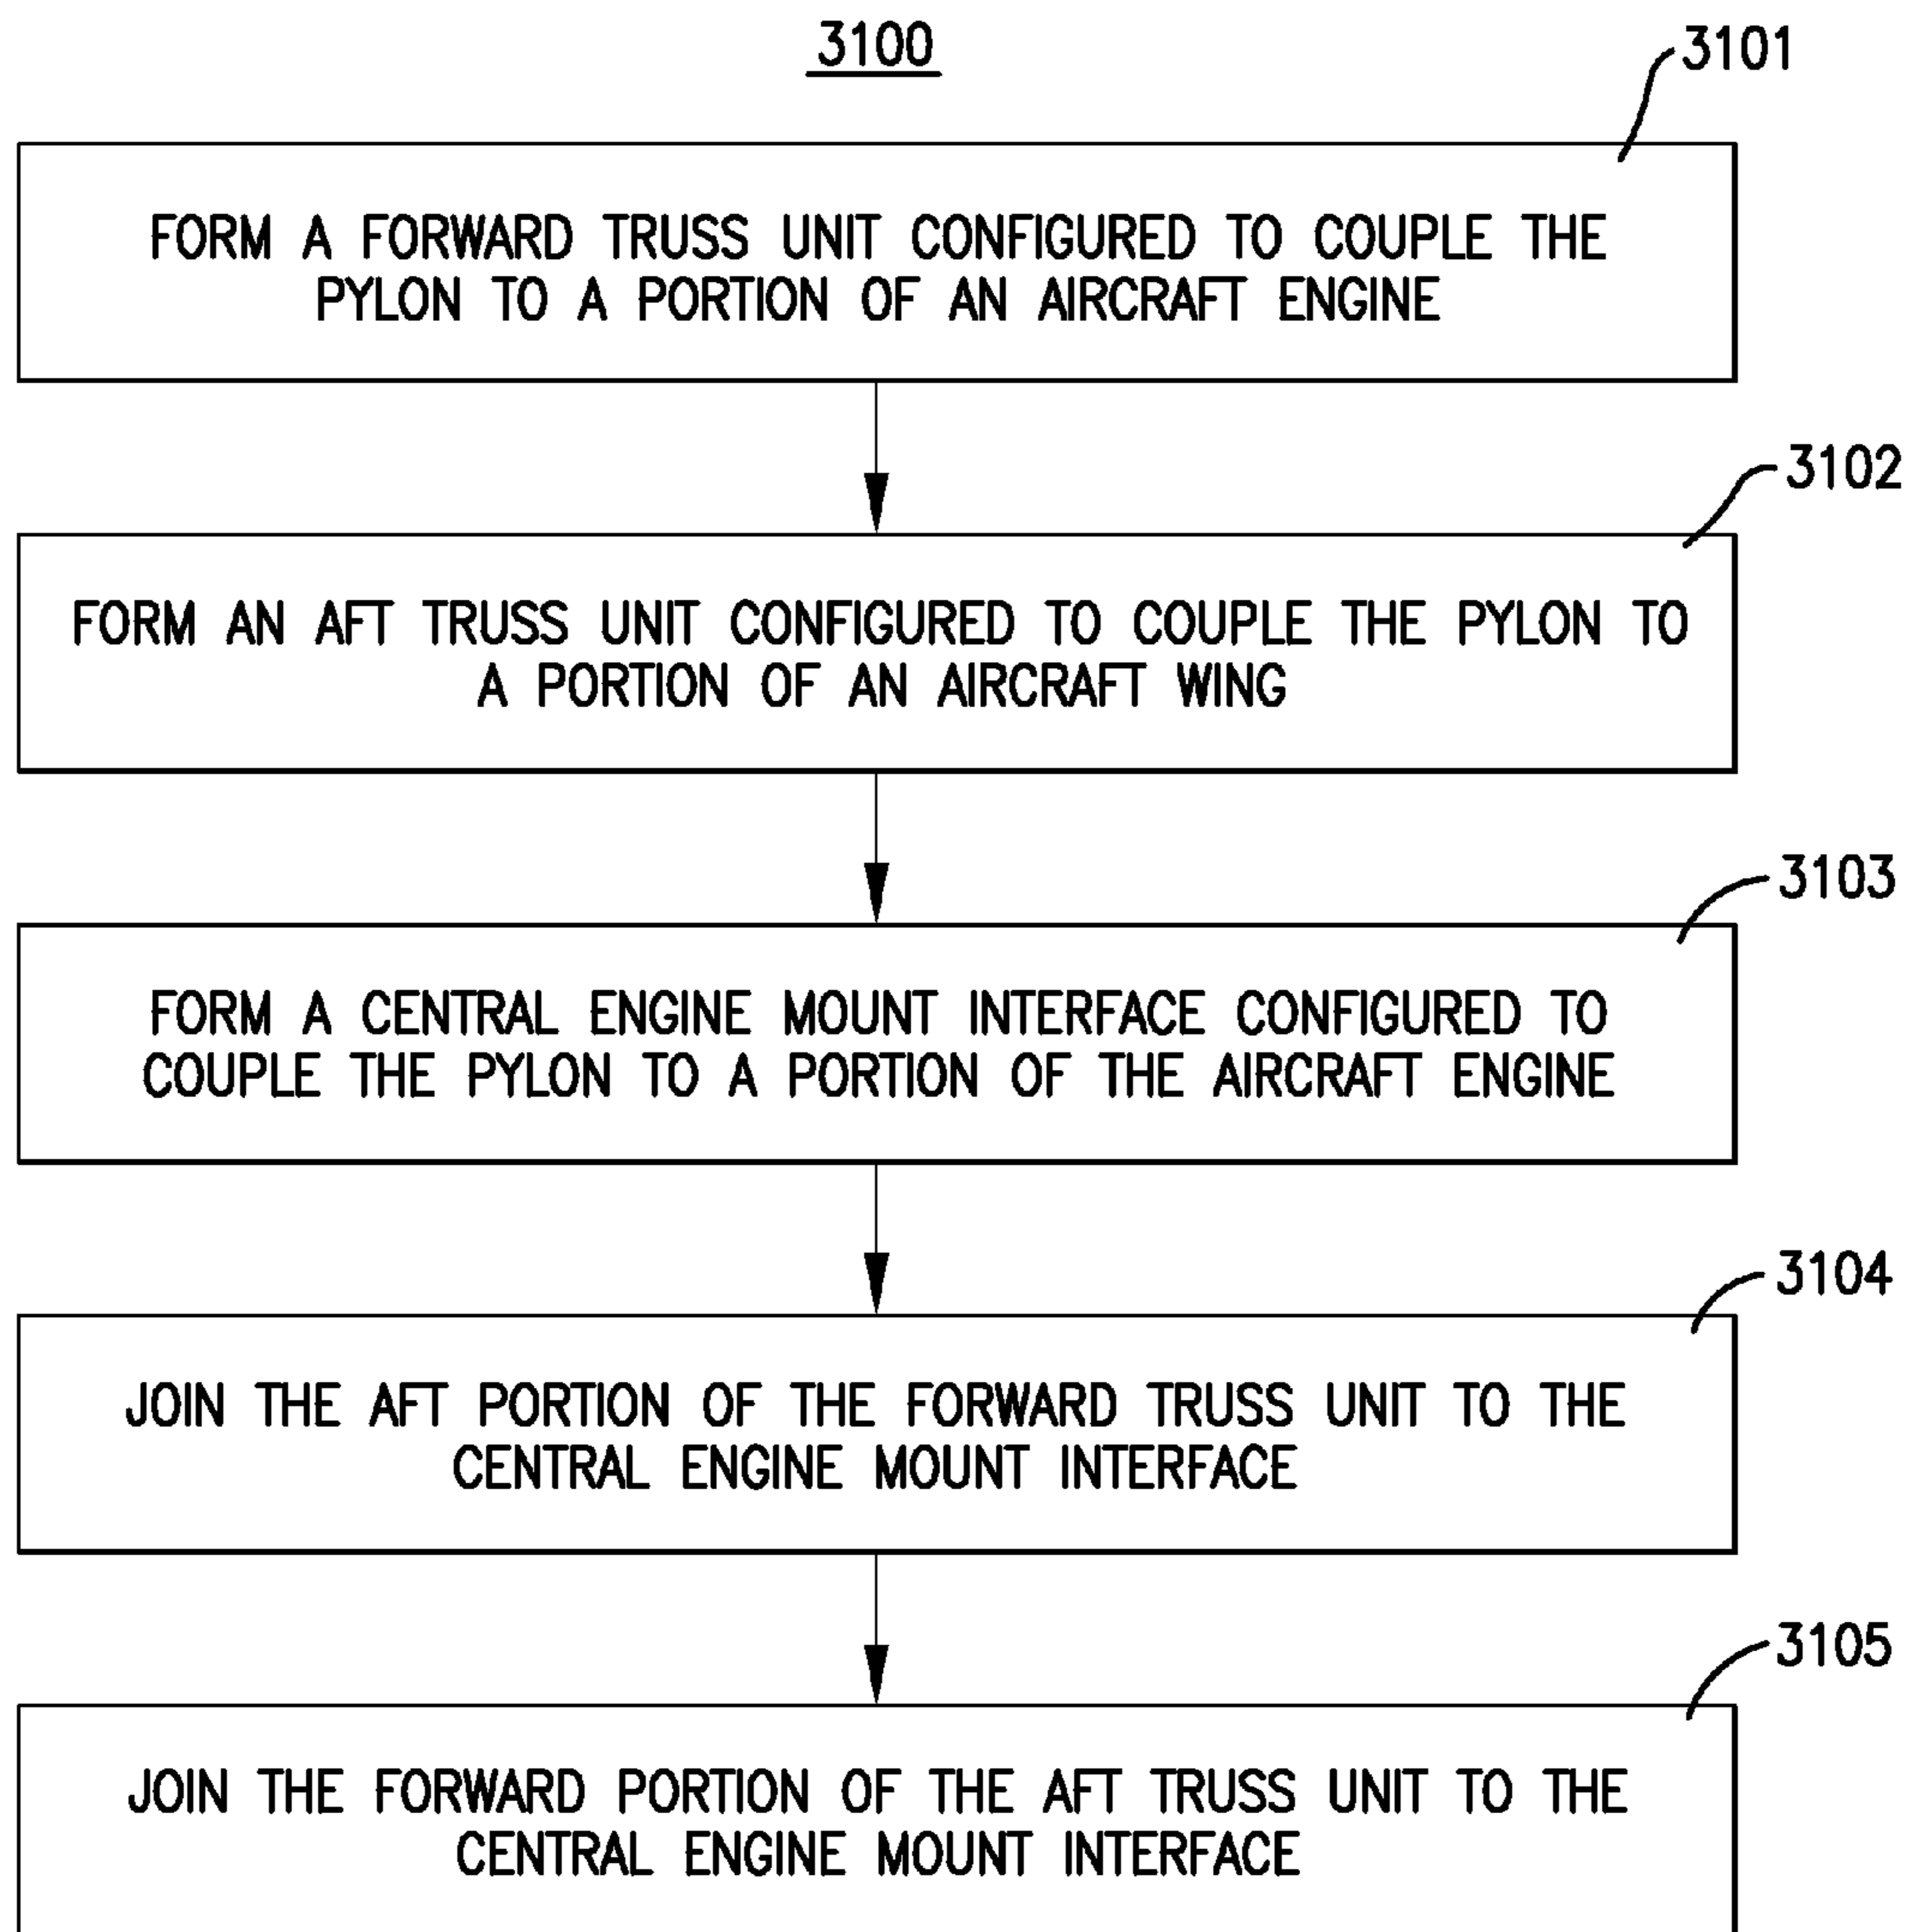 3100
3101
FORM A FORWARD TRUSS UNIT CONFIGURED TO COUPLE THE
PYLON TO A PORTION OF AN AIRCRAFT ENGINE
3102
FORM AN AFT TRUSS UNIT CONFIGURED TO COUPLE THE PYLON TO
A PORTION OF AN AIRCRAFT WING
3103
FORM A CENTRAL ENGINE MOUNT INTERFACE CONFIGURED TO
COUPLE THE PYLON TO A PORTION OF THE AIRCRAFT ENGINE
3104
JOIN THE AFT PORTION OF THE FORWARD TRUSS UNIT TO THE
CENTRAL ENGINE MOUNT INTERFACE
3105
JOIN THE FORWARD PORTION OF THE AFT TRUSS UNIT TO THE
CENTRAL ENGINE MOUNT INTERFACE